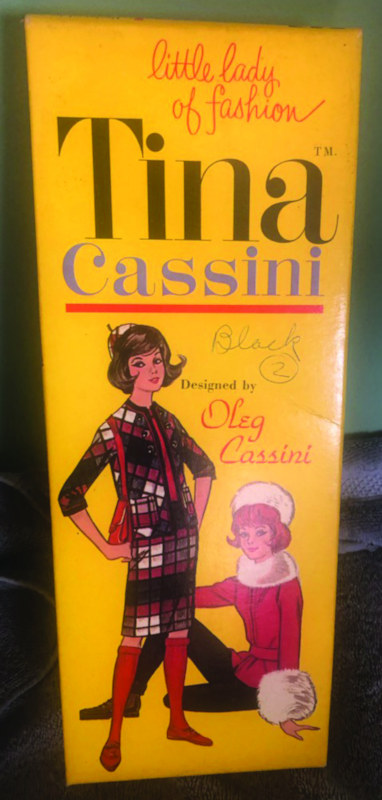 little lady
of fashion
Tina
TM.
Cassini
Black
2
Designed by
Oleg
Cassini